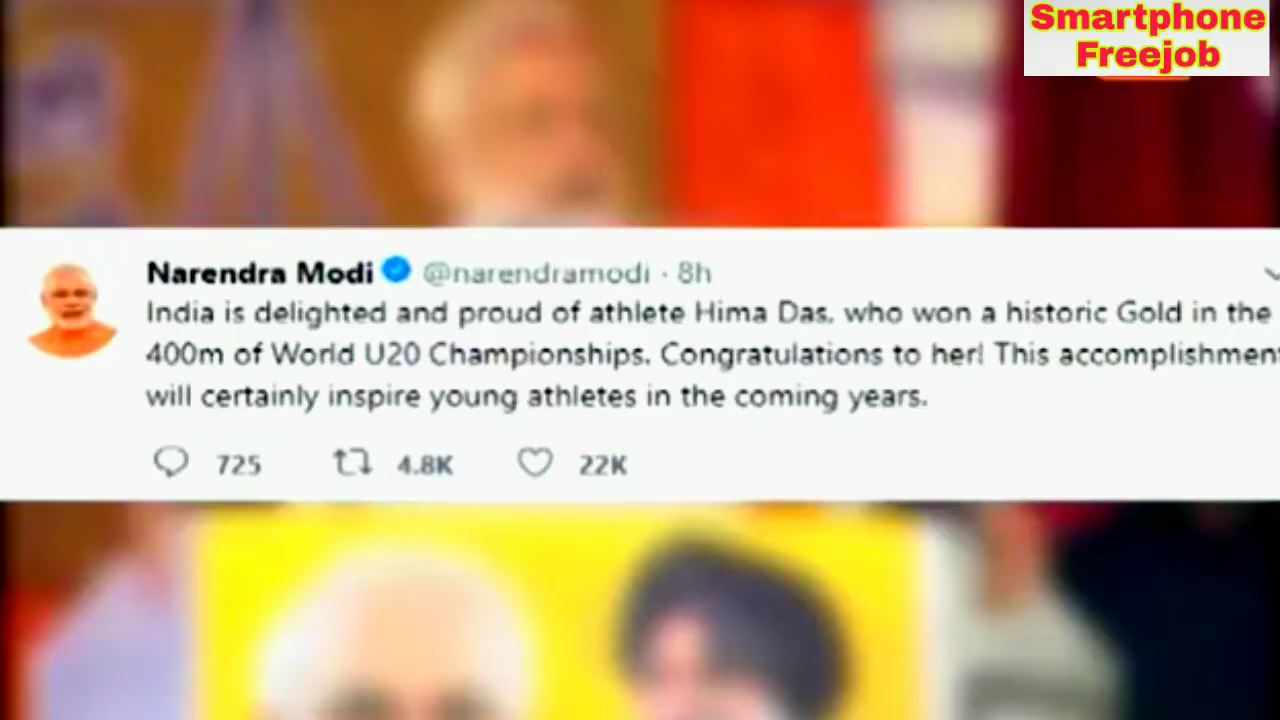 Smartphone
Freejob
Narendra Modi @narendramodi · 8h
India is delighted and proud of athlete Hima Das, who won a historic Gold in the
400m of World U20 Championships. Congratulations to her! This accomplishment
will certainly inspire young athletes in the coming years.
725 4.8K 22K